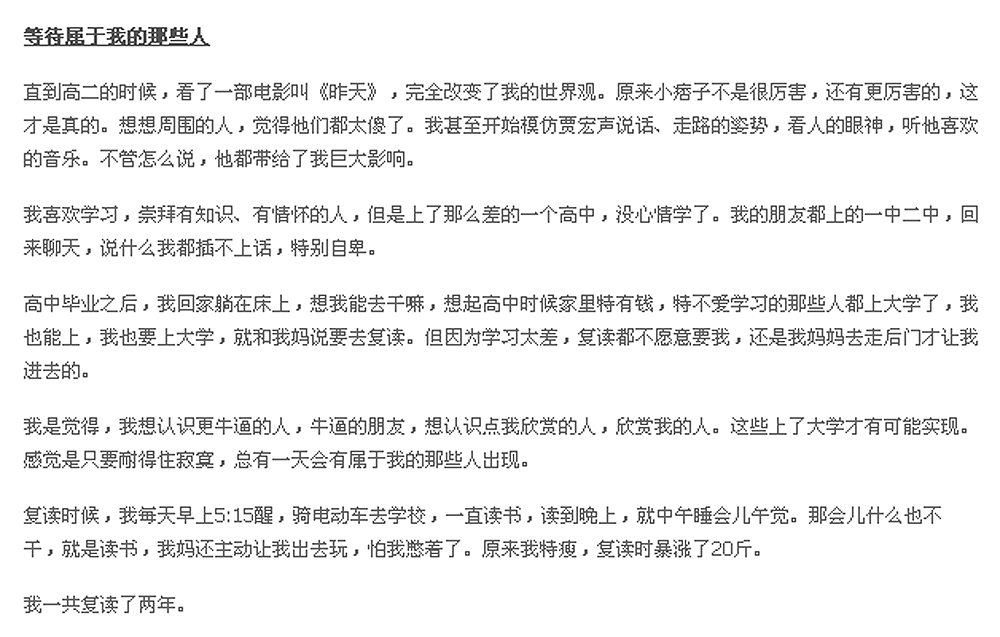 等待属于我的那些人
直到高二的时候，看了一部电影叫《昨天》，完全改变了我的世界观。原来小痞子不是很厉害，还有更厉害的，这
才是真的。想想周围的人，觉得他们都太傻了。我甚至开始模仿贾宏声说话、走路的姿势，看人的眼神，听他喜欢
的音乐。不管怎么说，他都带给了我巨大影响。
我喜欢学习，崇拜有知识、有情怀的人，但是上了那么差的一个高中，没心情学了。我的朋友都上的一中二中，回
来聊天，说什么我都插不上话，特别自卑。
高中毕业之后，我回家躺在床上，想我能去干嘛，想起高中时候家里特有钱，特不爱学习的那些人都上大学了，我
也能上，我也要上大学，就和我妈说要去复读。但因为学习太差，复读都不愿意要我，还是我妈妈去走后门才让我
进去的。
我是觉得，我想认识更牛逼的人，牛逼的朋友，想认识点我欣赏的人，欣赏我的人。这些上了大学才有可能实现。
感觉是只要耐得住寂寞，总有一天会有属于我的那些人出现。
复读时候，我每天早上5:15醒，骑电动车去学校，一直读书，读到晚上，就中午睡会儿午觉。那会儿什么也不
干，就是读书，我妈还主动让我出去玩，怕我憋着了。原来我特瘦，复读时暴涨了20斤。
我一共复读了两年。